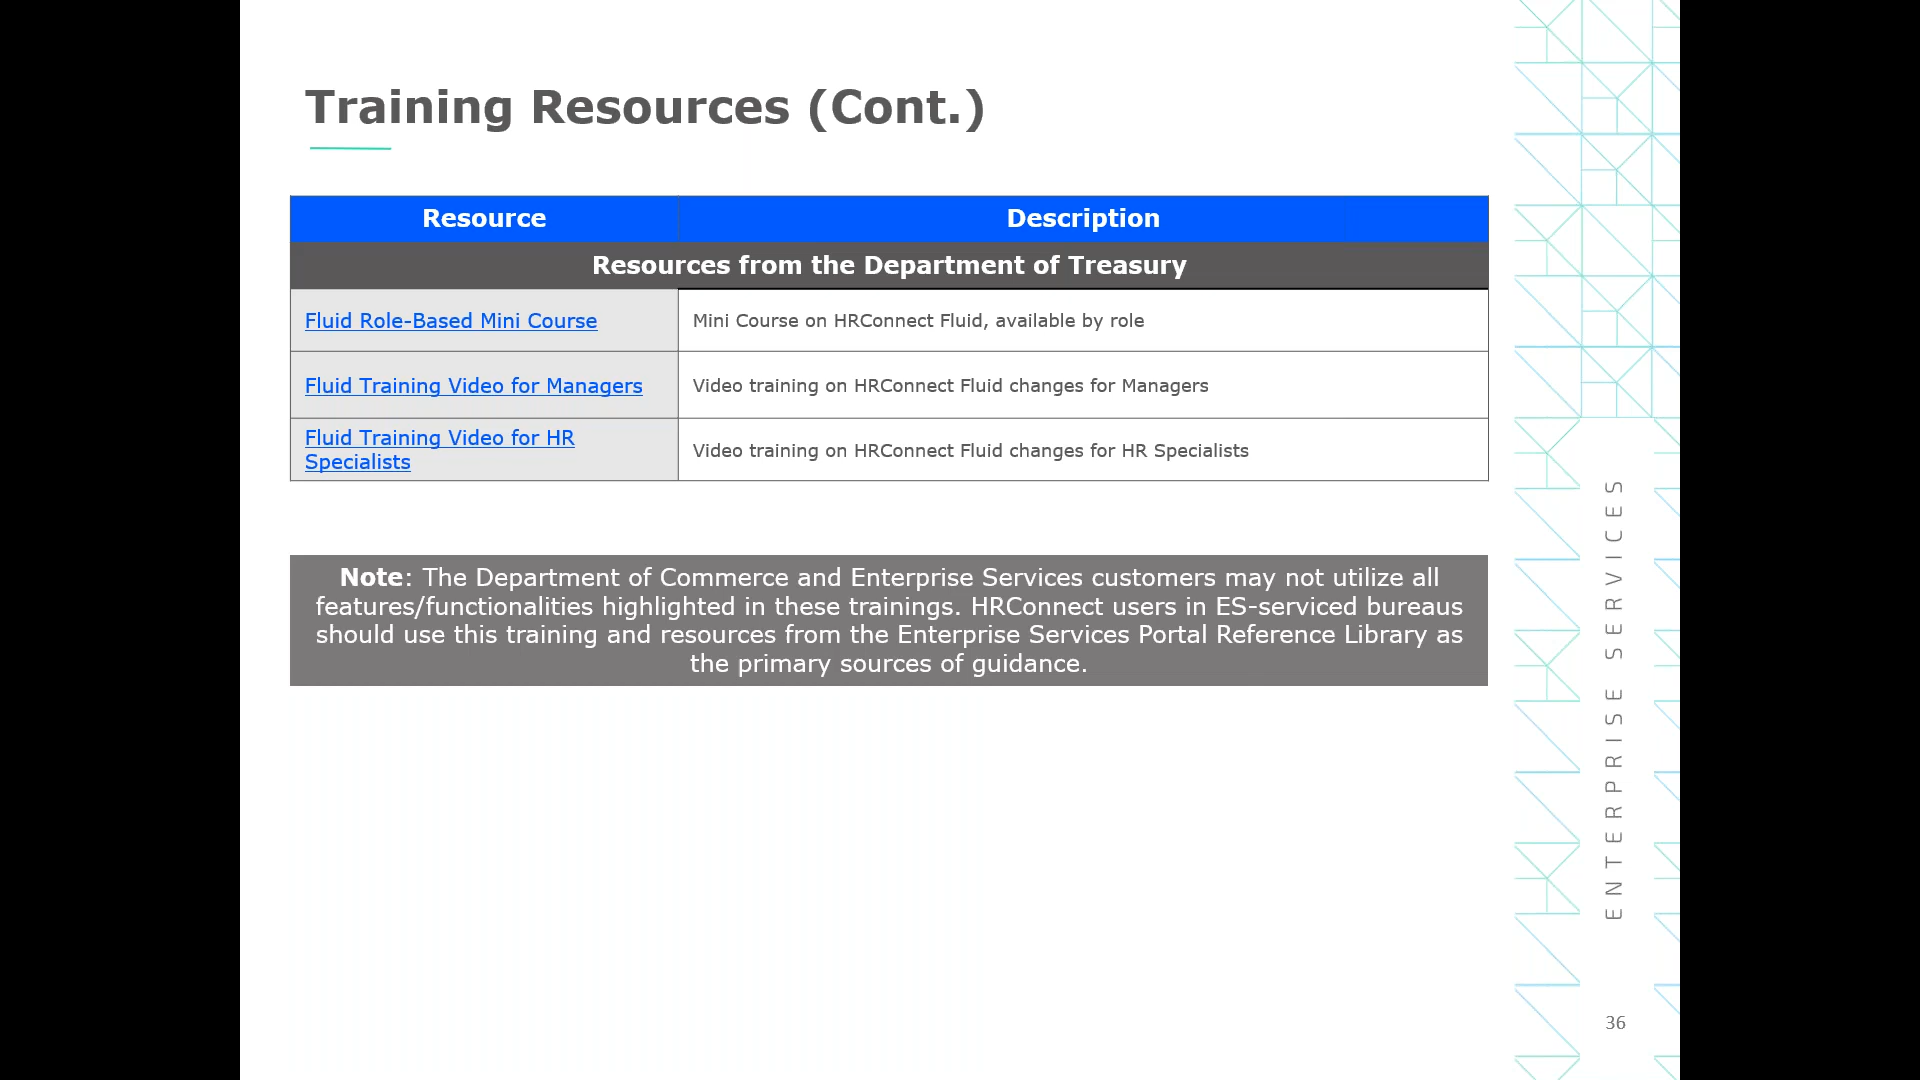 Training Resources (Cont.)
Resource
Description
Resources from the Department of Treasury
Fluid Role-Based Mini Course
Mini Course on HRConnect Fluid, available by role
Fluid Training Video for Managers
Video training on HRConnect Fluid changes for Managers
Fluid Training Video for HR
Specialists
Video training on HRConnect Fluid changes for HR Specialists
Note: The Department of Commerce and Enterprise Services customers may not utilize all
features/functionalities highlighted in these trainings. HRConnect users in ES-serviced bureaus
should use this training and resources from the Enterprise Services Portal Reference Library as
the primary sources of guidance.
ENTERPRISE SERVICES
36